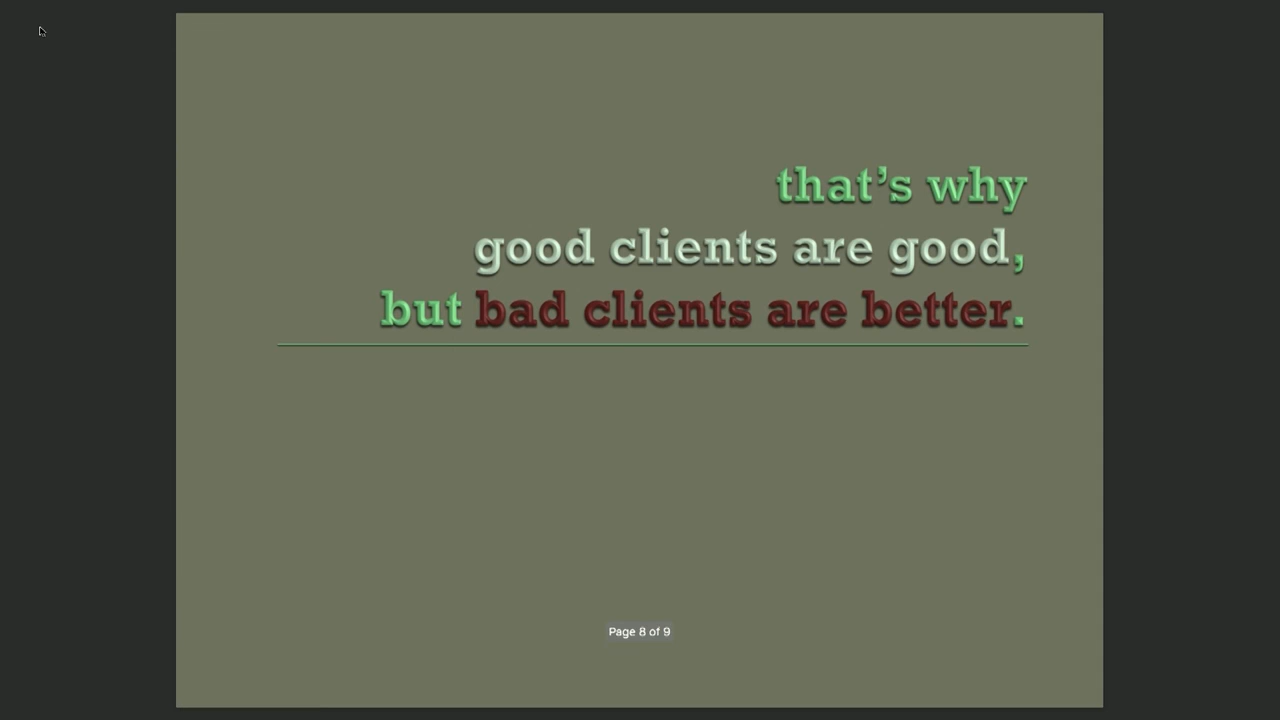 that’s why
good clients are good,
but bad clients are better.
Page 8 of 9